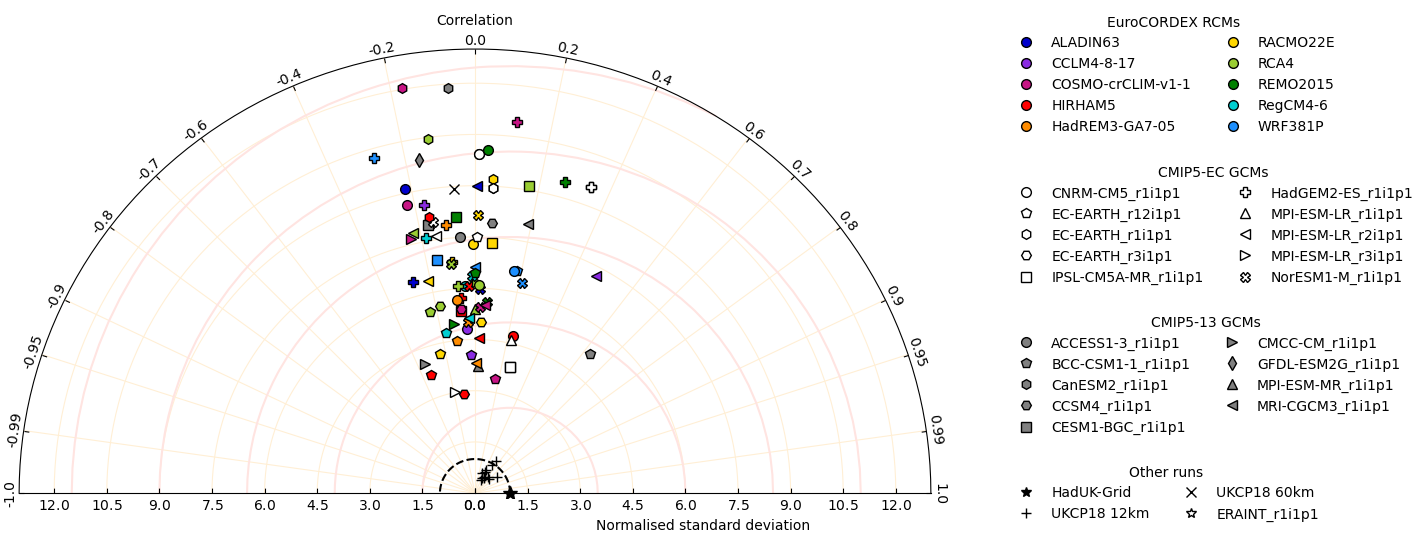 Correlation
-1.0
-0.99
-0.95
-0.9
-0.8
-0.7
-0.6
-0.4
-0.2
0.0
0.2
0.4
0.6
0.7
0.8
0.9
0.95
0.99
1.0
12.0 10.5 9.0 7.5 6.0 4.5 3.0 1.5 0.0 1.5 3.0 4.5 6.0 7.5 9.0 10.5 12.0
Normalised standard deviation
EuroCORDEX RCMs
ALADIN63 RACMO22E
CCLM4-8-17 RCA4
COSMO-crCLIM-v1-1 REMO2015
HIRHAM5 RegCM4-6
HadREM3-GA7-05 WRF381P
CMIP5-EC GCMs
CNRM-CM5_r1i1p1 HadGEM2-ES_r1i1p1
EC-EARTH_r12i1p1 MPI-ESM-LR_r1i1p1
EC-EARTH_r1i1p1 MPI-ESM-LR_r2i1p1
EC-EARTH_r3i1p1 MPI-ESM-LR_r3i1p1
IPSL-CM5A-MR_r1i1p1 NorESM1-M_r1i1p1
CMIP5-13 GCMs
ACCESS1-3_r1i1p1 CMCC-CM_r1i1p1
BCC-CSM1-1_r1i1p1 GFDL-ESM2G_r1i1p1
CanESM2_r1i1p1 MPI-ESM-MR_r1i1p1
CCSM4_r1i1p1 MRI-CGCM3_r1i1p1
CESM1-BGC_r1i1p1
Other runs
HadUK-Grid UKCP18 60km
UKCP18 12km ERAINT_r1i1p1